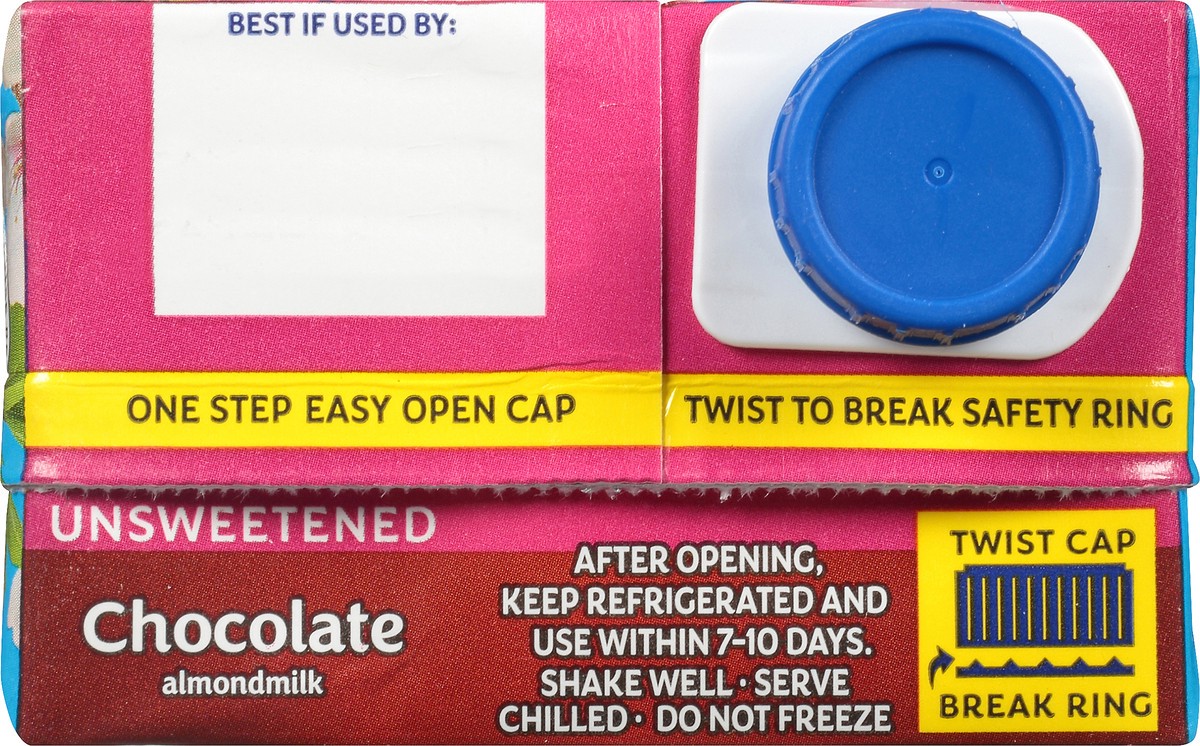 BEST IF USED BY:
ONE STEP EASY OPEN CAP
TWIST TO BREAK SAFETY RING
UNSWEETENED
Chocolate
almondmilk
AFTER OPENING,
KEEP REFRIGERATED AND
USE WITHIN 7-10 DAYS.
SHAKE WELL • SERVE
CHILLED • DO NOT FREEZE
TWIST CAP
BREAK RING